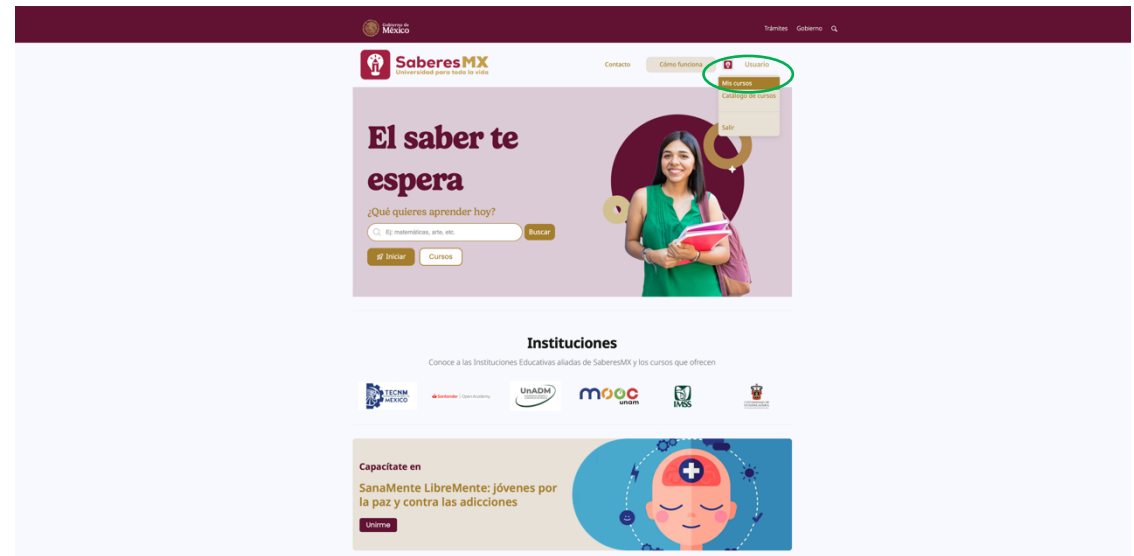 Gobierno de
México
Trámites Gobierno
SaberesMX
Universidad para toda la vida
Contacto Cómo funciona Usuario
Mis cursos
Catálogo de cursos
Salir
El saber te
espera
¿Qué quieres aprender hoy?
Ej: matemáticas, arte, etc. Buscar
Iniciar Cursos
Instituciones
Conoce a las Instituciones Educativas aliadas de SaberesMX y los cursos que ofrecen
TECNM
MÉXICO
Santander | Open Academy
UnADM
mooc
unam
IMSS
Capacítate en
SanaMente LibreMente: jóvenes por
la paz y contra las adicciones
Unirme